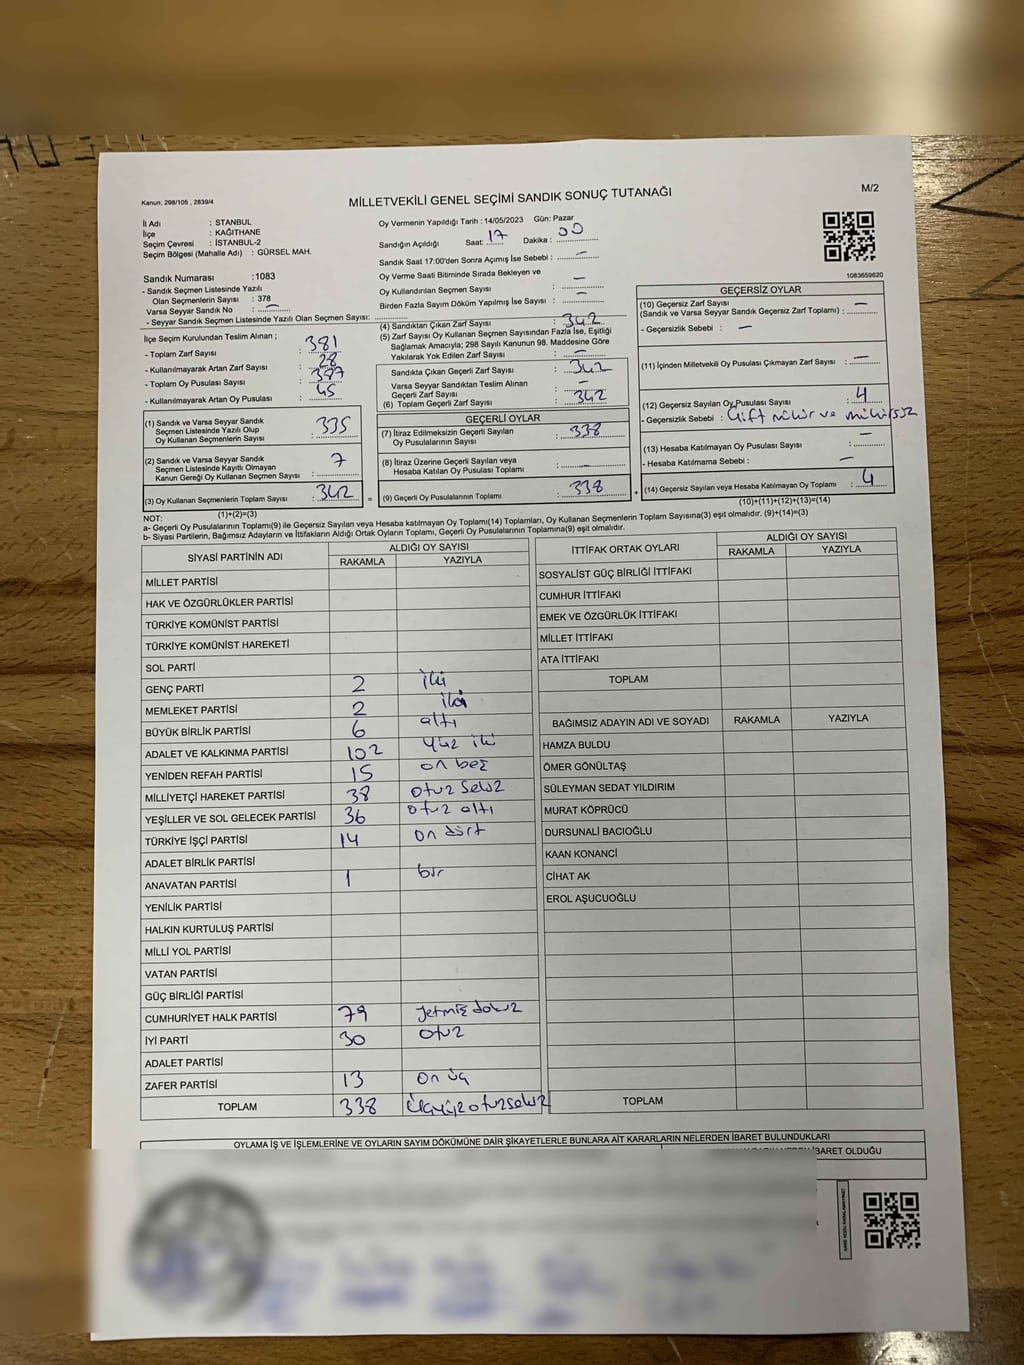 Kanun: 298/105 , 2839/4
MİLLETVEKİLİ GENEL SEÇİMİ SANDIK SONUÇ TUTANAĞI
M/2
İl Adı : STANBUL
İlçe : KAĞITHANE
Seçim Çevresi : İSTANBUL-2
Seçim Bölgesi (Mahalle Adı) : GÜRSEL MAH.
Oy Vermenin Yapıldığı Tarih : 14/05/2023 Gün: Pazar
Sandığın Açıldığı Saat: 17 Dakika : 00
Sandık Saat 17:00'den Sonra Açımış İse Sebebi : —
Oy Verme Saati Bitiminde Sırada Bekleyen ve
Oy Kullandırılan Seçmen Sayısı : —
Birden Fazla Sayım Döküm Yapılmış İse Sayısı : —
1083659620
Sandık Numarası :1083
- Sandık Seçmen Listesinde Yazılı
Olan Seçmenlerin Sayısı : 378
Varsa Seyyar Sandık No : —
- Seyyar Sandık Seçmen Listesinde Yazılı Olan Seçmen Sayısı:
İlçe Seçim Kurulundan Teslim Alınan ;
- Toplam Zarf Sayısı : 381
- Kullanılmayarak Artan Zarf Sayısı : 28
- Toplam Oy Pusulası Sayısı :
- Kullanılmayarak Artan Oy Pusulası : 45
(1) Sandık ve Varsa Seyyar Sandık
Seçmen Listesinde Yazılı Olup
Oy Kullanan Seçmenlerin Sayısı : 335
(2) Sandık ve Varsa Seyyar Sandık
Seçmen Listesinde Kayıtlı Olmayan
Kanun Gereği Oy Kullanan Seçmen Sayısı : 7
(3) Oy Kullanan Seçmenlerin Toplam Sayısı : 342
(1)+(2)=(3)
(4) Sandıktan Çıkan Zarf Sayısı : 342
(5) Zarf Sayısı Oy Kullanan Seçmen Sayısından Fazla İse, Eşitliği
Sağlamak Amacıyla; 298 Sayılı Kanunun 98. Maddesine Göre
Yakılarak Yok Edilen Zarf Sayısı : —
Sandıkta Çıkan Geçerli Zarf Sayısı : 342
Varsa Seyyar Sandıktan Teslim Alınan
Geçerli Zarf Sayısı : —
(6) Toplam Geçerli Zarf Sayısı : 342
GEÇERLİ OYLAR
(7) İtiraz Edilmeksizin Geçerli Sayılan
Oy Pusulalarının Sayısı : 338
(8) İtiraz Üzerine Geçerli Sayılan veya
Hesaba Katılan Oy Pusulası Toplamı : —
= (9) Geçerli Oy Pusulalarının Toplamı : 338
GEÇERSİZ OYLAR
(10) Geçersiz Zarf Sayısı
(Sandık ve Varsa Seyyar Sandık Geçersiz Zarf Toplamı) : —
- Geçersizlik Sebebi : —
(11) İçinden Milletvekili Oy Pusulası Çıkmayan Zarf Sayısı : —
(12) Geçersiz Sayılan Oy Pusulası Sayısı : 4
- Geçersizlik Sebebi : Çift mühür ve mühürsüz
(13) Hesaba Katılmayan Oy Pusulası Sayısı : —
- Hesaba Katılmama Sebebi : —
+ (14) Geçersiz Sayılan veya Hesaba Katılmayan Oy Toplamı : 4
(10)+(11)+(12)+(13)=(14)
NOT:
a- Geçerli Oy Pusulalarının Toplamı(9) ile Geçersiz Sayılan veya Hesaba katılmayan Oy Toplamı(14) Toplamları, Oy Kullanan Seçmenlerin Toplam Sayısına(3) eşit olmalıdır. (9)+(14)=(3)
b- Siyasi Partilerin, Bağımsız Adayların ve İttifakların Aldığı Ortak Oyların Toplamı, Geçerli Oy Pusulalarının Toplamına(9) eşit olmalıdır.
SİYASİ PARTİNİN ADI ALDIĞI OY SAYISI
RAKAMLA YAZIYLA
MİLLET PARTİSİ
HAK VE ÖZGÜRLÜKLER PARTİSİ
TÜRKİYE KOMÜNİST PARTİSİ
TÜRKİYE KOMÜNİST HAREKETİ
SOL PARTİ
GENÇ PARTİ 2 iki
MEMLEKET PARTİSİ 2 iki
BÜYÜK BİRLİK PARTİSİ 6 altı
ADALET VE KALKINMA PARTİSİ 102 yüz iki
YENİDEN REFAH PARTİSİ 15 on beş
MİLLİYETÇİ HAREKET PARTİSİ 38 otuz sekiz
YEŞİLLER VE SOL GELECEK PARTİSİ 36 otuz altı
TÜRKİYE İŞÇİ PARTİSİ 14 on dört
ADALET BİRLİK PARTİSİ
ANAVATAN PARTİSİ 1 bir
YENİLİK PARTİSİ
HALKIN KURTULUŞ PARTİSİ
MİLLİ YOL PARTİSİ
VATAN PARTİSİ
GÜÇ BİRLİĞİ PARTİSİ
CUMHURİYET HALK PARTİSİ 79 yetmiş dokuz
İYİ PARTİ 30 otuz
ADALET PARTİSİ
ZAFER PARTİSİ 13 on üç
TOPLAM 338 üçyüzotuzsekiz
İTTİFAK ORTAK OYLARI ALDIĞI OY SAYISI
RAKAMLA YAZIYLA
SOSYALİST GÜÇ BİRLİĞİ İTTİFAKI
CUMHUR İTTİFAKI
EMEK VE ÖZGÜRLÜK İTTİFAKI
MİLLET İTTİFAKI
ATA İTTİFAKI
TOPLAM
BAĞIMSIZ ADAYIN ADI VE SOYADI RAKAMLA YAZIYLA
HAMZA BULDU
ÖMER GÖNÜLTAŞ
SÜLEYMAN SEDAT YILDIRIM
MURAT KÖPRÜCÜ
DURSUNALİ BACIOĞLU
KAAN KONANCİ
CİHAT AK
EROL AŞUCUOĞLU
TOPLAM
OYLAMA İŞ VE İŞLEMLERİNE VE OYLARIN SAYIM DÖKÜMÜNE DAİR ŞİKAYETLERLE BUNLARA AİT KARARLARIN NELERDEN İBARET BULUNDUKLARI
İBARET OLDUĞU